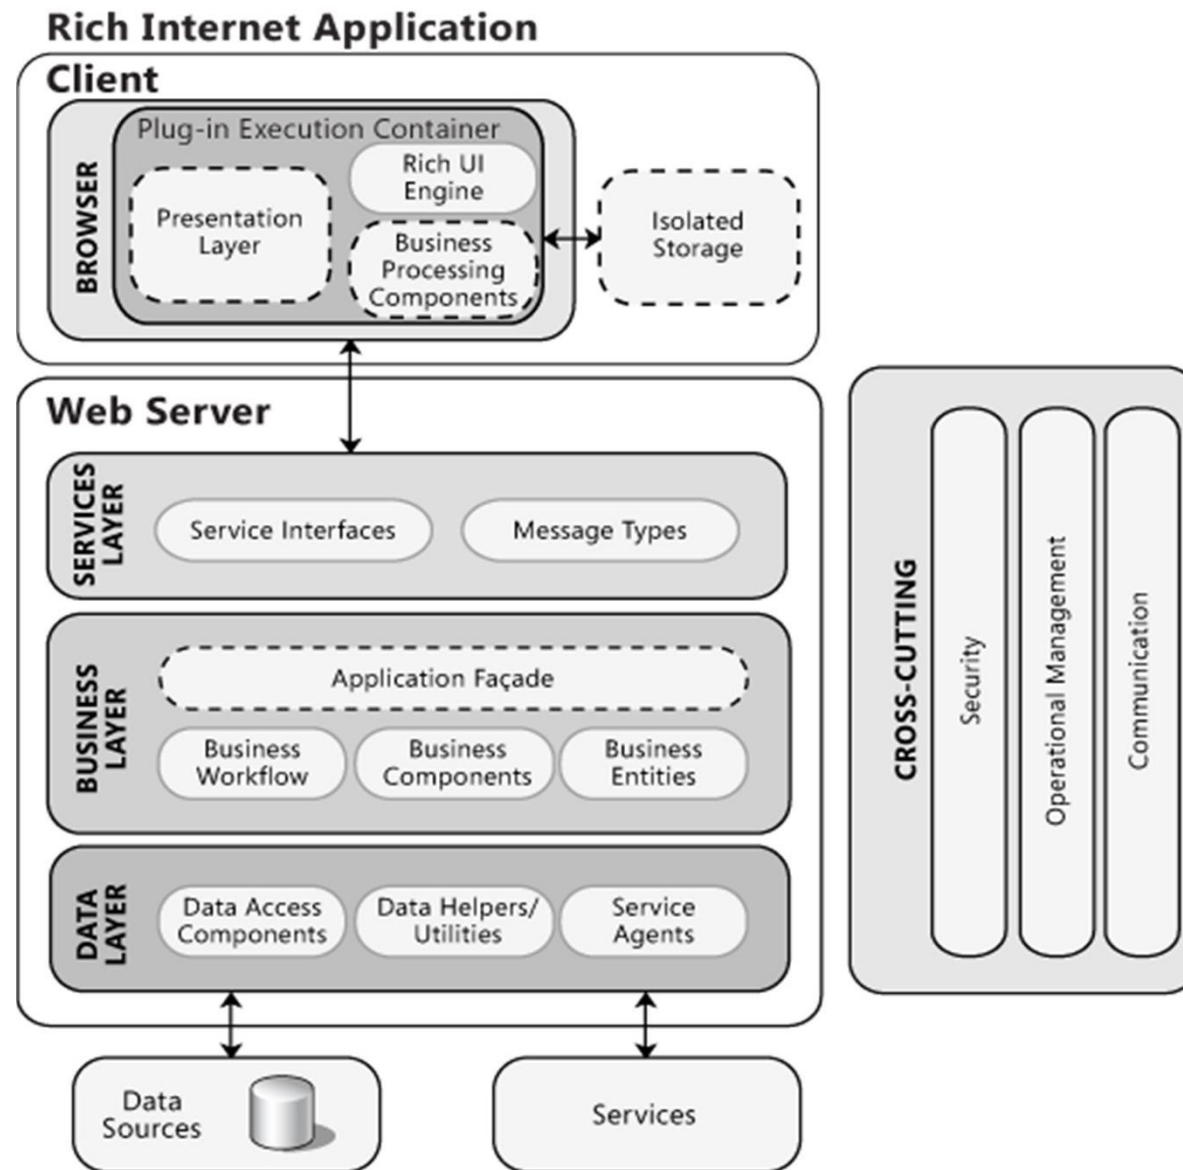 Rich Internet Application
Client
BROWSER
Plug-in Execution Container
Presentation
Layer
Rich UI
Engine
Business
Processing
Components
Isolated
Storage
Web Server
SERVICES
LAYER
Service Interfaces
Message Types
BUSINESS
LAYER
Application Façade
Business
Workflow
Business
Components
Business
Entities
DATA
LAYER
Data Access
Components
Data Helpers/
Utilities
Service
Agents
Data
Sources
Services
CROSS-CUTTING
Security
Operational Management
Communication